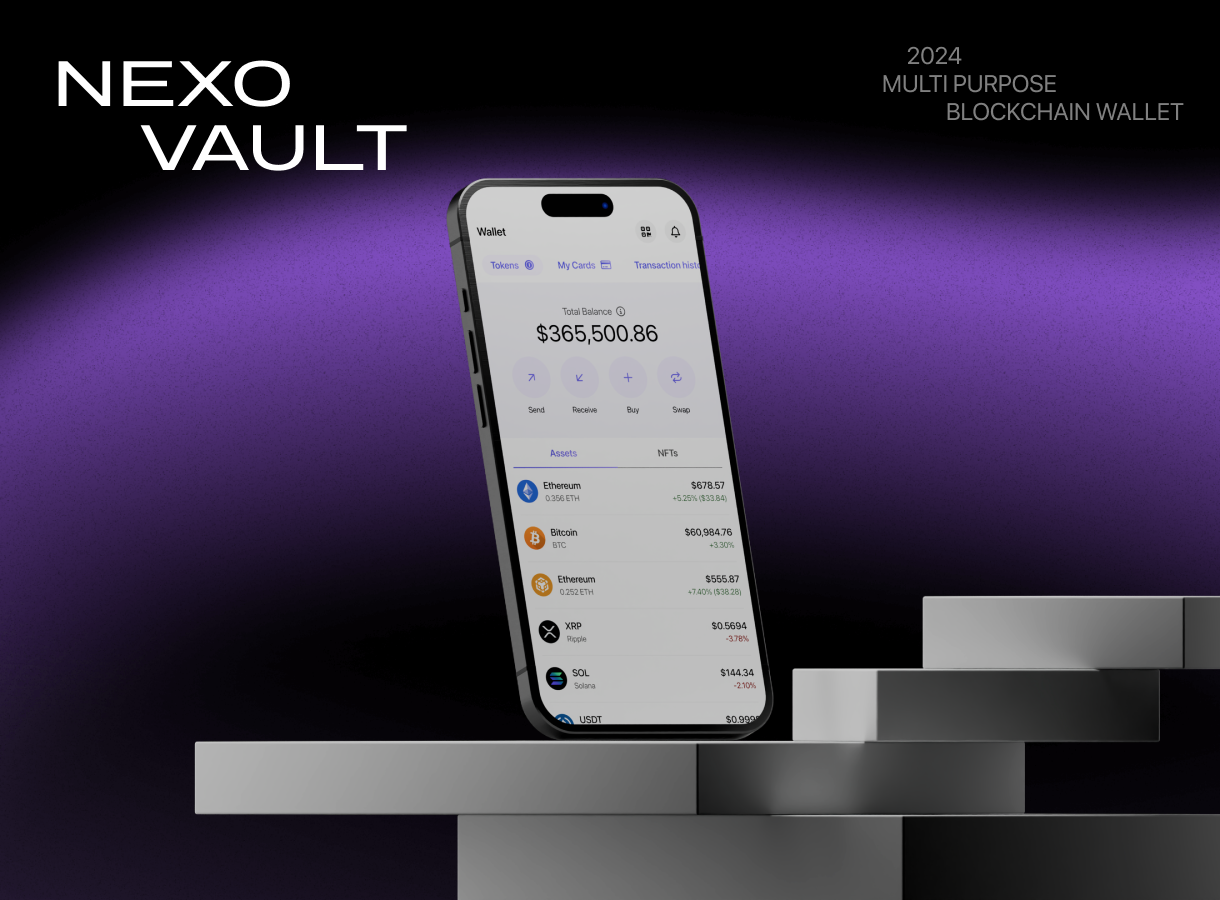 NEXO
VAULT
2024
MULTI PURPOSE
BLOCKCHAIN WALLET
Wallet
Tokens
My Cards
Transaction histo
Total Balance
$365,500.86
Send
Receive
Buy
Swap
Assets
NFTs
Ethereum
$678.57
0.356 ETH
+5.25% ($33.84)
Bitcoin
$60,984.76
BTC
+3.30%
Ethereum
$555.87
0.252 ETH
+7.40% ($38.28)
XRP
$0.5694
Ripple
-3.78%
SOL
$144.34
Solana
-2.10%
USDT
$0.999